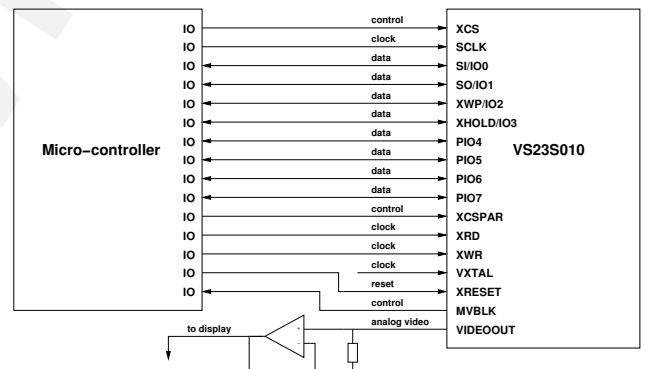 IO control XCS
IO clock SCLK
IO data SI/IO0
IO data SO/IO1
IO data XWP/IO2
IO data XHOLD/IO3
IO data PIO4
Micro−controller IO data PIO5 VS23S010
IO data PIO6
IO data PIO7
IO control XCSPAR
IO clock XRD
IO clock XWR
IO clock VXTAL
IO reset XRESET
control MVBLK
to display + analog video VIDEOOUT
−